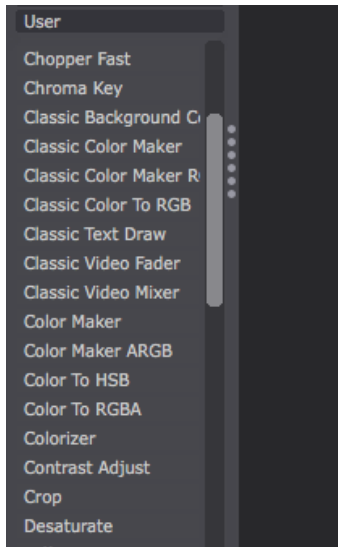 User
Chopper Fast
Chroma Key
Classic Background C
Classic Color Maker
Classic Color Maker R
Classic Color To RGB
Classic Text Draw
Classic Video Fader
Classic Video Mixer
Color Maker
Color Maker ARGB
Color To HSB
Color To RGBA
Colorizer
Contrast Adjust
Crop
Desaturate